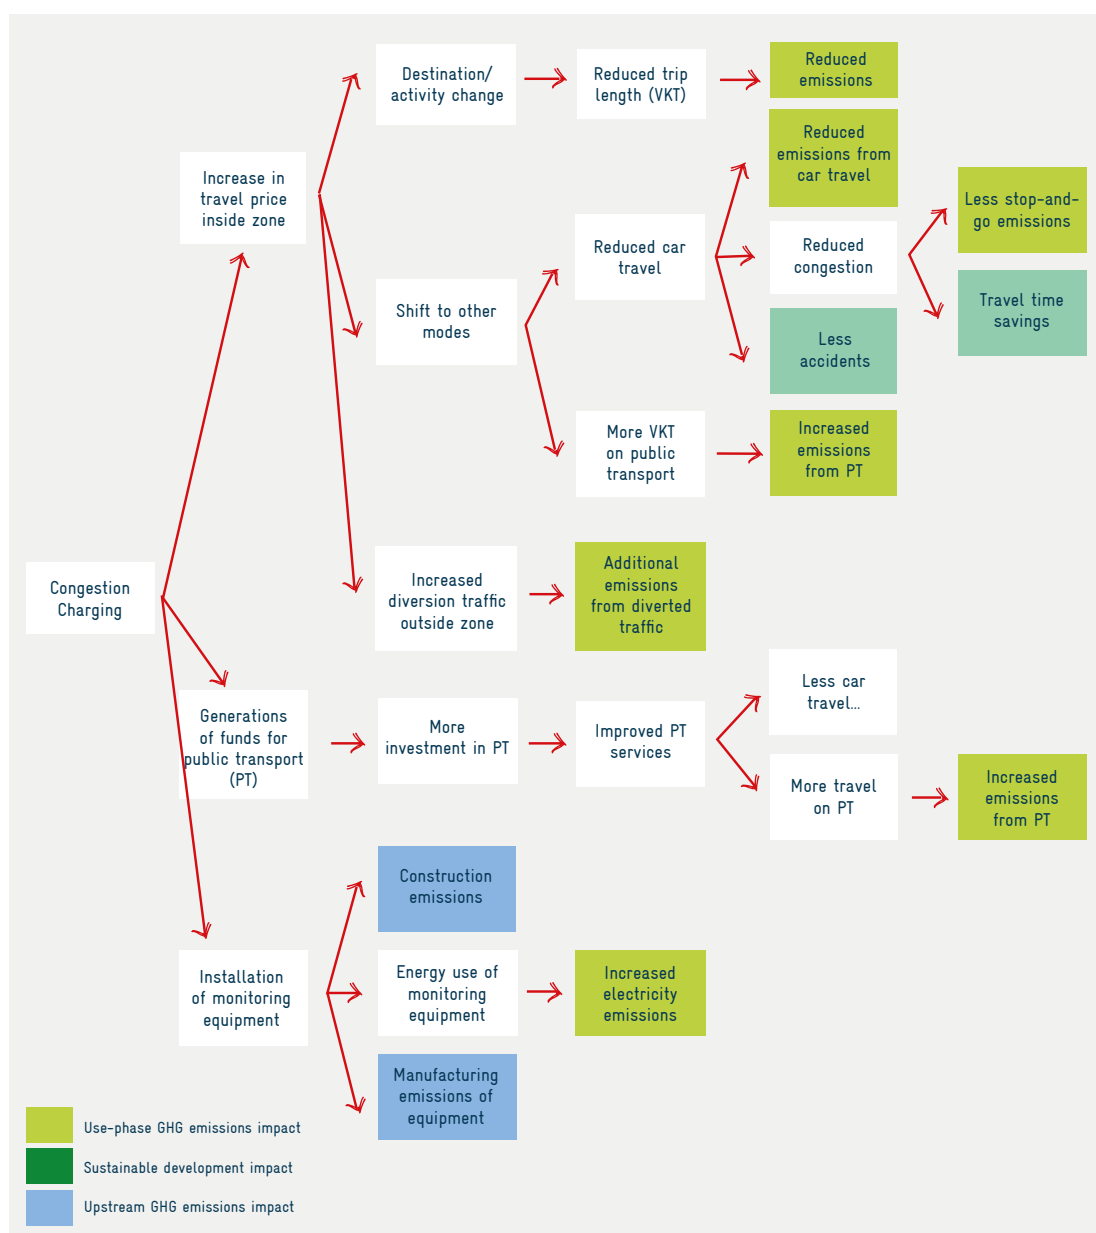 Destination/
activity change
Reduced trip
length (VKT)
Reduced
emissions
Reduced
emissions from
car travel
Increase in
travel price
inside zone
Less stop-and-
go emissions
Reduced car
travel
Reduced
congestion
Shift to other
modes
Travel time
savings
Less
accidents
More VKT
on public
transport
Increased
emissions
from PT
Congestion
Charging
Increased
diversion traffic
outside zone
Additional
emissions
from diverted
traffic
Generations
of funds for
public transport
(PT)
More
investment in PT
Improved PT
services
Less car
travel...
More travel
on PT
Increased
emissions
from PT
Construction
emissions
Installation
of monitoring
equipment
Energy use of
monitoring
equipment
Increased
electricity
emissions
Manufacturing
emissions of
equipment
Use-phase GHG emissions impact
Sustainable development impact
Upstream GHG emissions impact